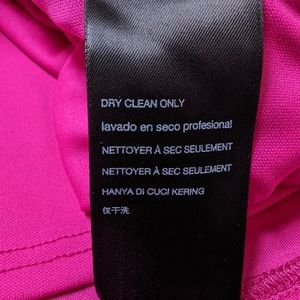 DRY CLEAN ONLY
lavado en seco profesional
NETTOYER À SEC SEULEMENT
NETTOYER À SEC SEULEMENT
HANYA DI CUCI KERING
仅干洗